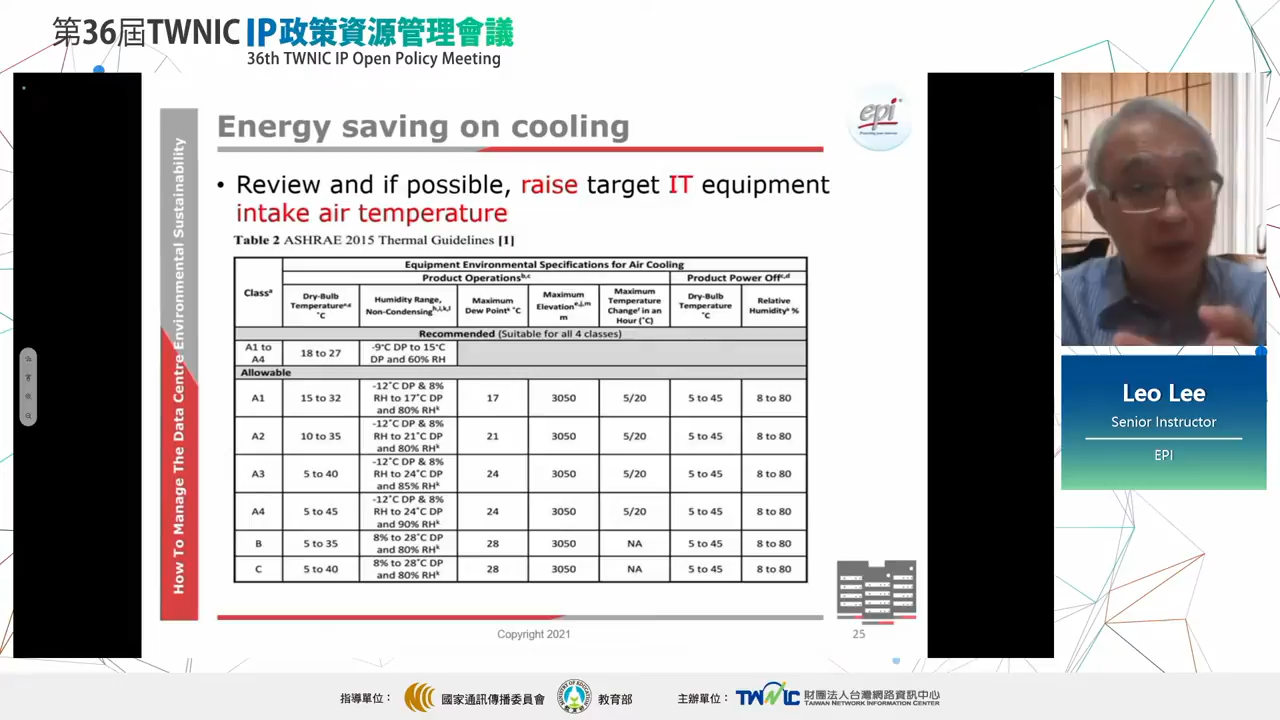 第36屆TWNIC IP政策資源管理會議
36th TWNIC IP Open Policy Meeting
How To Manage The Data Centre Environmental Sustainability
Energy saving on cooling
epi
• Review and if possible, raise target IT equipment
intake air temperature
Table 2 ASHRAE 2015 Thermal Guidelines [1]
Equipment Environmental Specifications for Air Cooling
Product Operations b,c Product Power Off c,d
Class a
Dry-Bulb Temperature e,g °C
Humidity Range, Non-Condensing h,i,k,l
Maximum Dew Point k °C
Maximum Elevation e,j,m m
Maximum Temperature Change f in an Hour (°C)
Dry-Bulb Temperature °C
Relative Humidity k %
Recommended (Suitable for all 4 classes)
A1 to A4 18 to 27 -9°C DP to 15°C DP and 60% RH
Allowable
A1 15 to 32 -12°C DP & 8% RH to 17°C DP and 80% RH k 17 3050 5/20 5 to 45 8 to 80
A2 10 to 35 -12°C DP & 8% RH to 21°C DP and 80% RH k 21 3050 5/20 5 to 45 8 to 80
A3 5 to 40 -12°C DP & 8% RH to 24°C DP and 85% RH k 24 3050 5/20 5 to 45 8 to 80
A4 5 to 45 -12°C DP & 8% RH to 24°C DP and 90% RH k 24 3050 5/20 5 to 45 8 to 80
B 5 to 35 8% to 28°C DP and 80% RH k 28 3050 NA 5 to 45 8 to 80
C 5 to 40 8% to 28°C DP and 80% RH k 28 3050 NA 5 to 45 8 to 80
Copyright 2021
25
Leo Lee
Senior Instructor
EPI
指導單位：
國家通訊傳播委員會
教育部
主辦單位：
TWNIC
財團法人台灣網路資訊中心
TAIWAN NETWORK INFORMATION CENTER